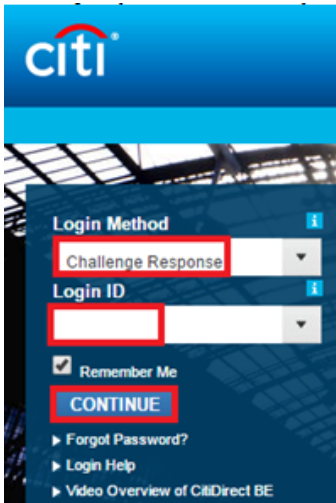 citi
Login Method
Challenge Response
Login ID
Remember Me
CONTINUE
Forgot Password?
Login Help
Video Overview of CitiDirect BE